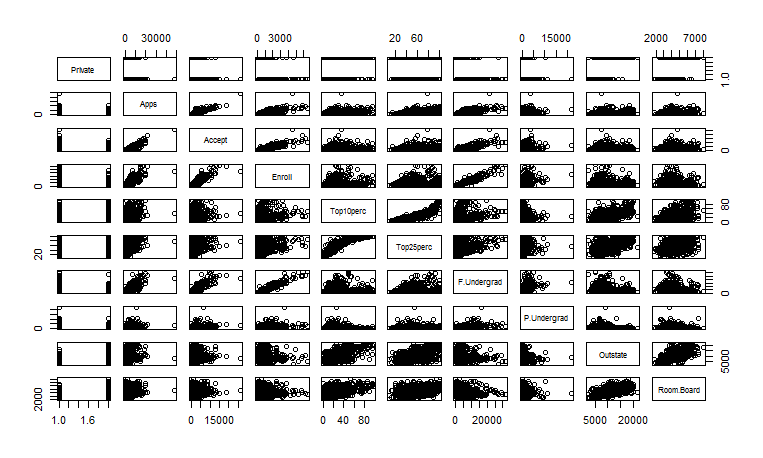 0 30000 0 3000 20 60 0 15000 2000 7000
Private 1.0
0 Apps
Accept 0
0 Enroll
Top10perc 0 80
20 Top25perc
F.Undergrad 0
0 P.Undergrad
Outstate 5000
2000 Room.Board
1.0 1.6 0 15000 0 40 80 0 20000 5000 20000